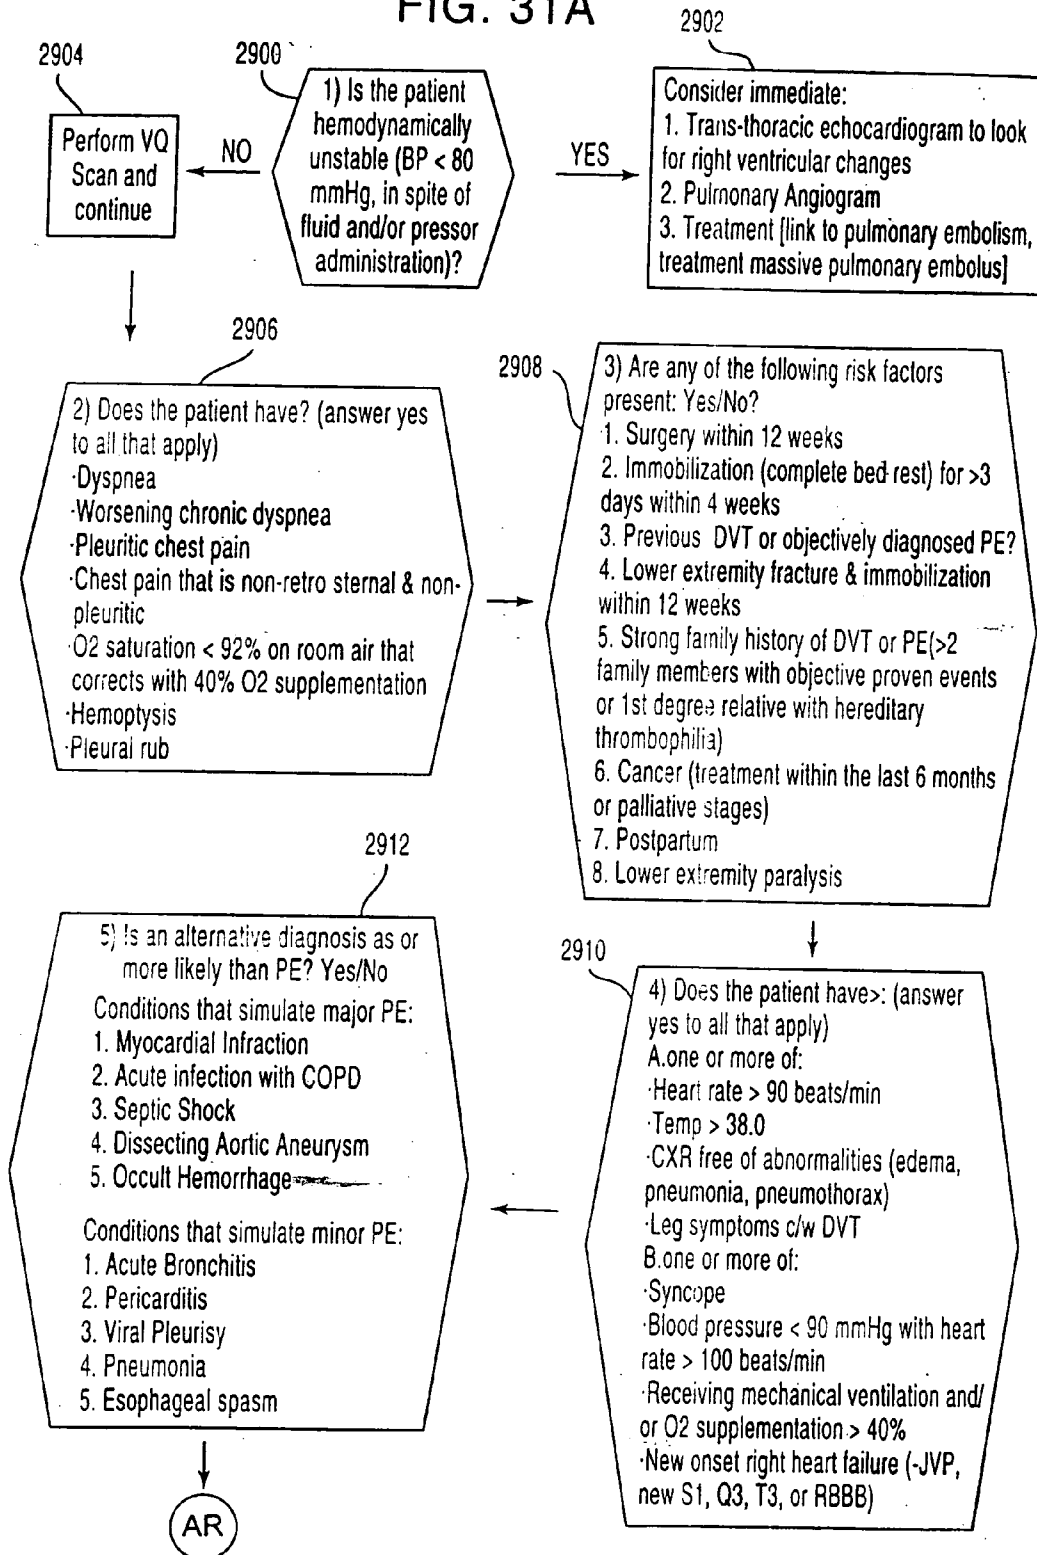 FIG. 31A
2904
2900
2902
Perform VQ
Scan and
continue
NO
1) Is the patient
hemodynamically
unstable (BP < 80
mmHg, in spite of
fluid and/or pressor
administration)?
YES
Consider immediate:
1. Trans-thoracic echocardiogram to look
for right ventricular changes
2. Pulmonary Angiogram
3. Treatment [link to pulmonary embolism,
treatment massive pulmonary embolus]
2906
2) Does the patient have? (answer yes
to all that apply)
·Dyspnea
·Worsening chronic dyspnea
·Pleuritic chest pain
·Chest pain that is non-retro sternal & non-
pleuritic
·O2 saturation < 92% on room air that
corrects with 40% O2 supplementation
·Hemoptysis
·Pleural rub
2908
3) Are any of the following risk factors
present: Yes/No?
1. Surgery within 12 weeks
2. Immobilization (complete bed rest) for >3
days within 4 weeks
3. Previous DVT or objectively diagnosed PE?
4. Lower extremity fracture & immobilization
within 12 weeks
5. Strong family history of DVT or PE(>2
family members with objective proven events
or 1st degree relative with hereditary
thrombophilia)
6. Cancer (treatment within the last 6 months
or palliative stages)
7. Postpartum
8. Lower extremity paralysis
2910
4) Does the patient have>: (answer
yes to all that apply)
A.one or more of:
·Heart rate > 90 beats/min
·Temp > 38.0
·CXR free of abnormalities (edema,
pneumonia, pneumothorax)
·Leg symptoms c/w DVT
B.one or more of:
·Syncope
·Blood pressure < 90 mmHg with heart
rate > 100 beats/min
·Receiving mechanical ventilation and/
or O2 supplementation > 40%
·New onset right heart failure (-JVP,
new S1, Q3, T3, or RBBB)
2912
5) Is an alternative diagnosis as or
more likely than PE? Yes/No
Conditions that simulate major PE:
1. Myocardial Infraction
2. Acute infection with COPD
3. Septic Shock
4. Dissecting Aortic Aneurysm
5. Occult Hemorrhage
Conditions that simulate minor PE:
1. Acute Bronchitis
2. Pericarditis
3. Viral Pleurisy
4. Pneumonia
5. Esophageal spasm
AR